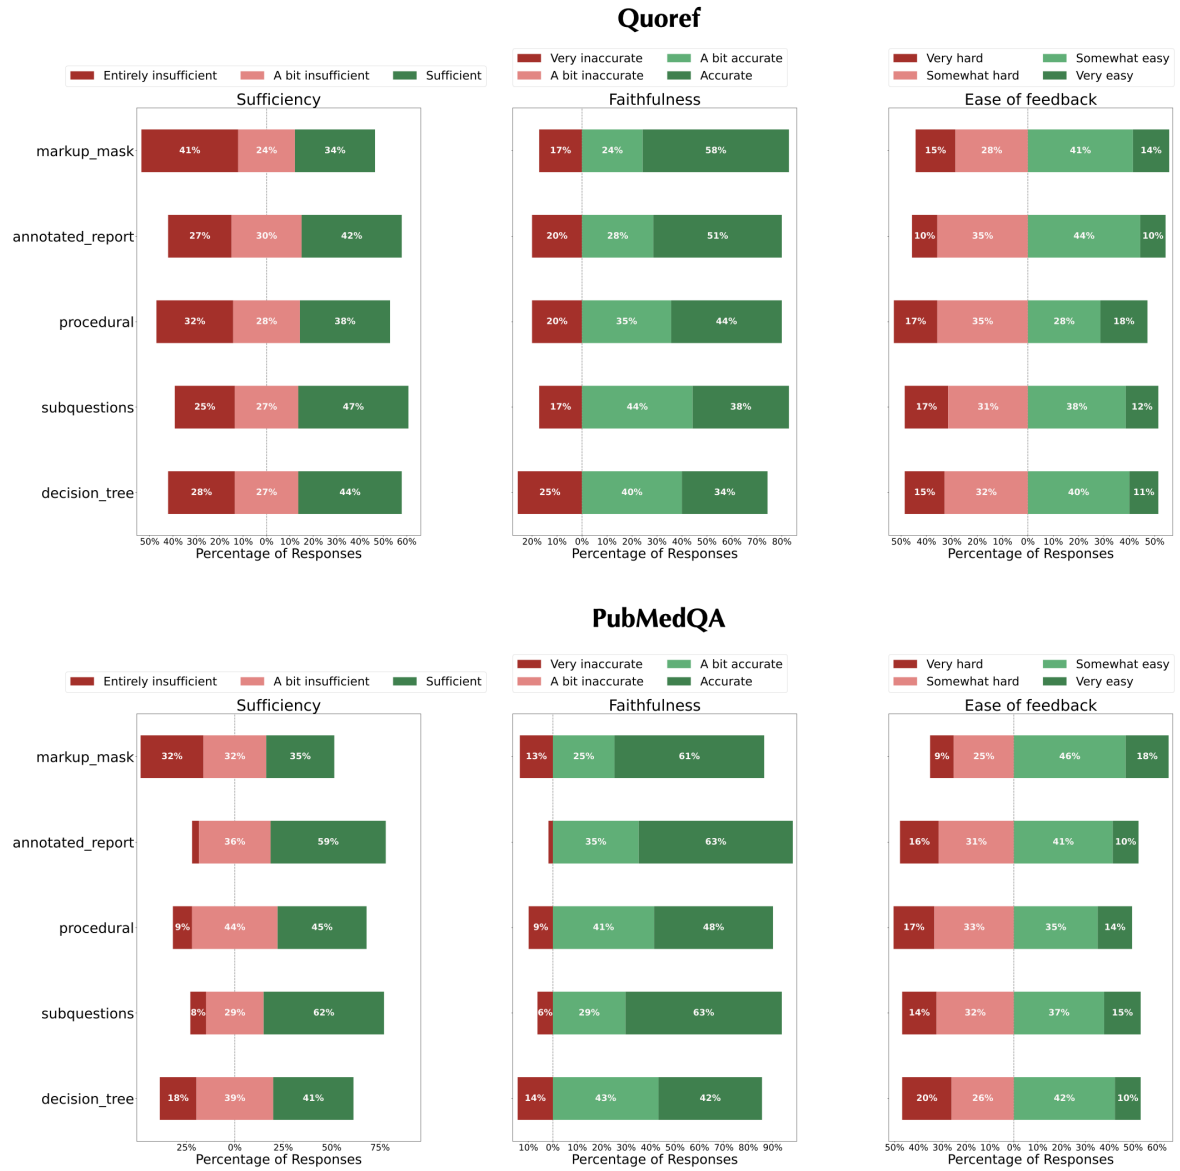 Quoref
Entirely insufficient A bit insufficient Sufficient
Very inaccurate A bit accurate
A bit inaccurate Accurate
Very hard Somewhat easy
Somewhat hard Very easy
Sufficiency Faithfulness Ease of feedback
markup_mask 41% 24% 34% 17% 24% 58% 15% 28% 41% 14%
annotated_report 27% 30% 42% 20% 28% 51% 10% 35% 44% 10%
procedural 32% 28% 38% 20% 35% 44% 17% 35% 28% 18%
subquestions 25% 27% 47% 17% 44% 38% 17% 31% 38% 12%
decision_tree 28% 27% 44% 25% 40% 34% 15% 32% 40% 11%
50% 40% 30% 20% 10% 0% 10% 20% 30% 40% 50% 60% 20% 10% 0% 10% 20% 30% 40% 50% 60% 70% 80% 50% 40% 30% 20% 10% 0% 10% 20% 30% 40% 50%
Percentage of Responses Percentage of Responses Percentage of Responses
PubMedQA
Entirely insufficient A bit insufficient Sufficient
Very inaccurate A bit accurate
A bit inaccurate Accurate
Very hard Somewhat easy
Somewhat hard Very easy
Sufficiency Faithfulness Ease of feedback
markup_mask 32% 32% 35% 13% 25% 61% 9% 25% 46% 18%
annotated_report 36% 59% 35% 63% 16% 31% 41% 10%
procedural 9% 44% 45% 9% 41% 48% 17% 33% 35% 14%
subquestions 8% 29% 62% 6% 29% 63% 14% 32% 37% 15%
decision_tree 18% 39% 41% 14% 43% 42% 20% 26% 42% 10%
25% 0% 25% 50% 75% 10% 0% 10% 20% 30% 40% 50% 60% 70% 80% 90% 50% 40% 30% 20% 10% 0% 10% 20% 30% 40% 50% 60%
Percentage of Responses Percentage of Responses Percentage of Responses